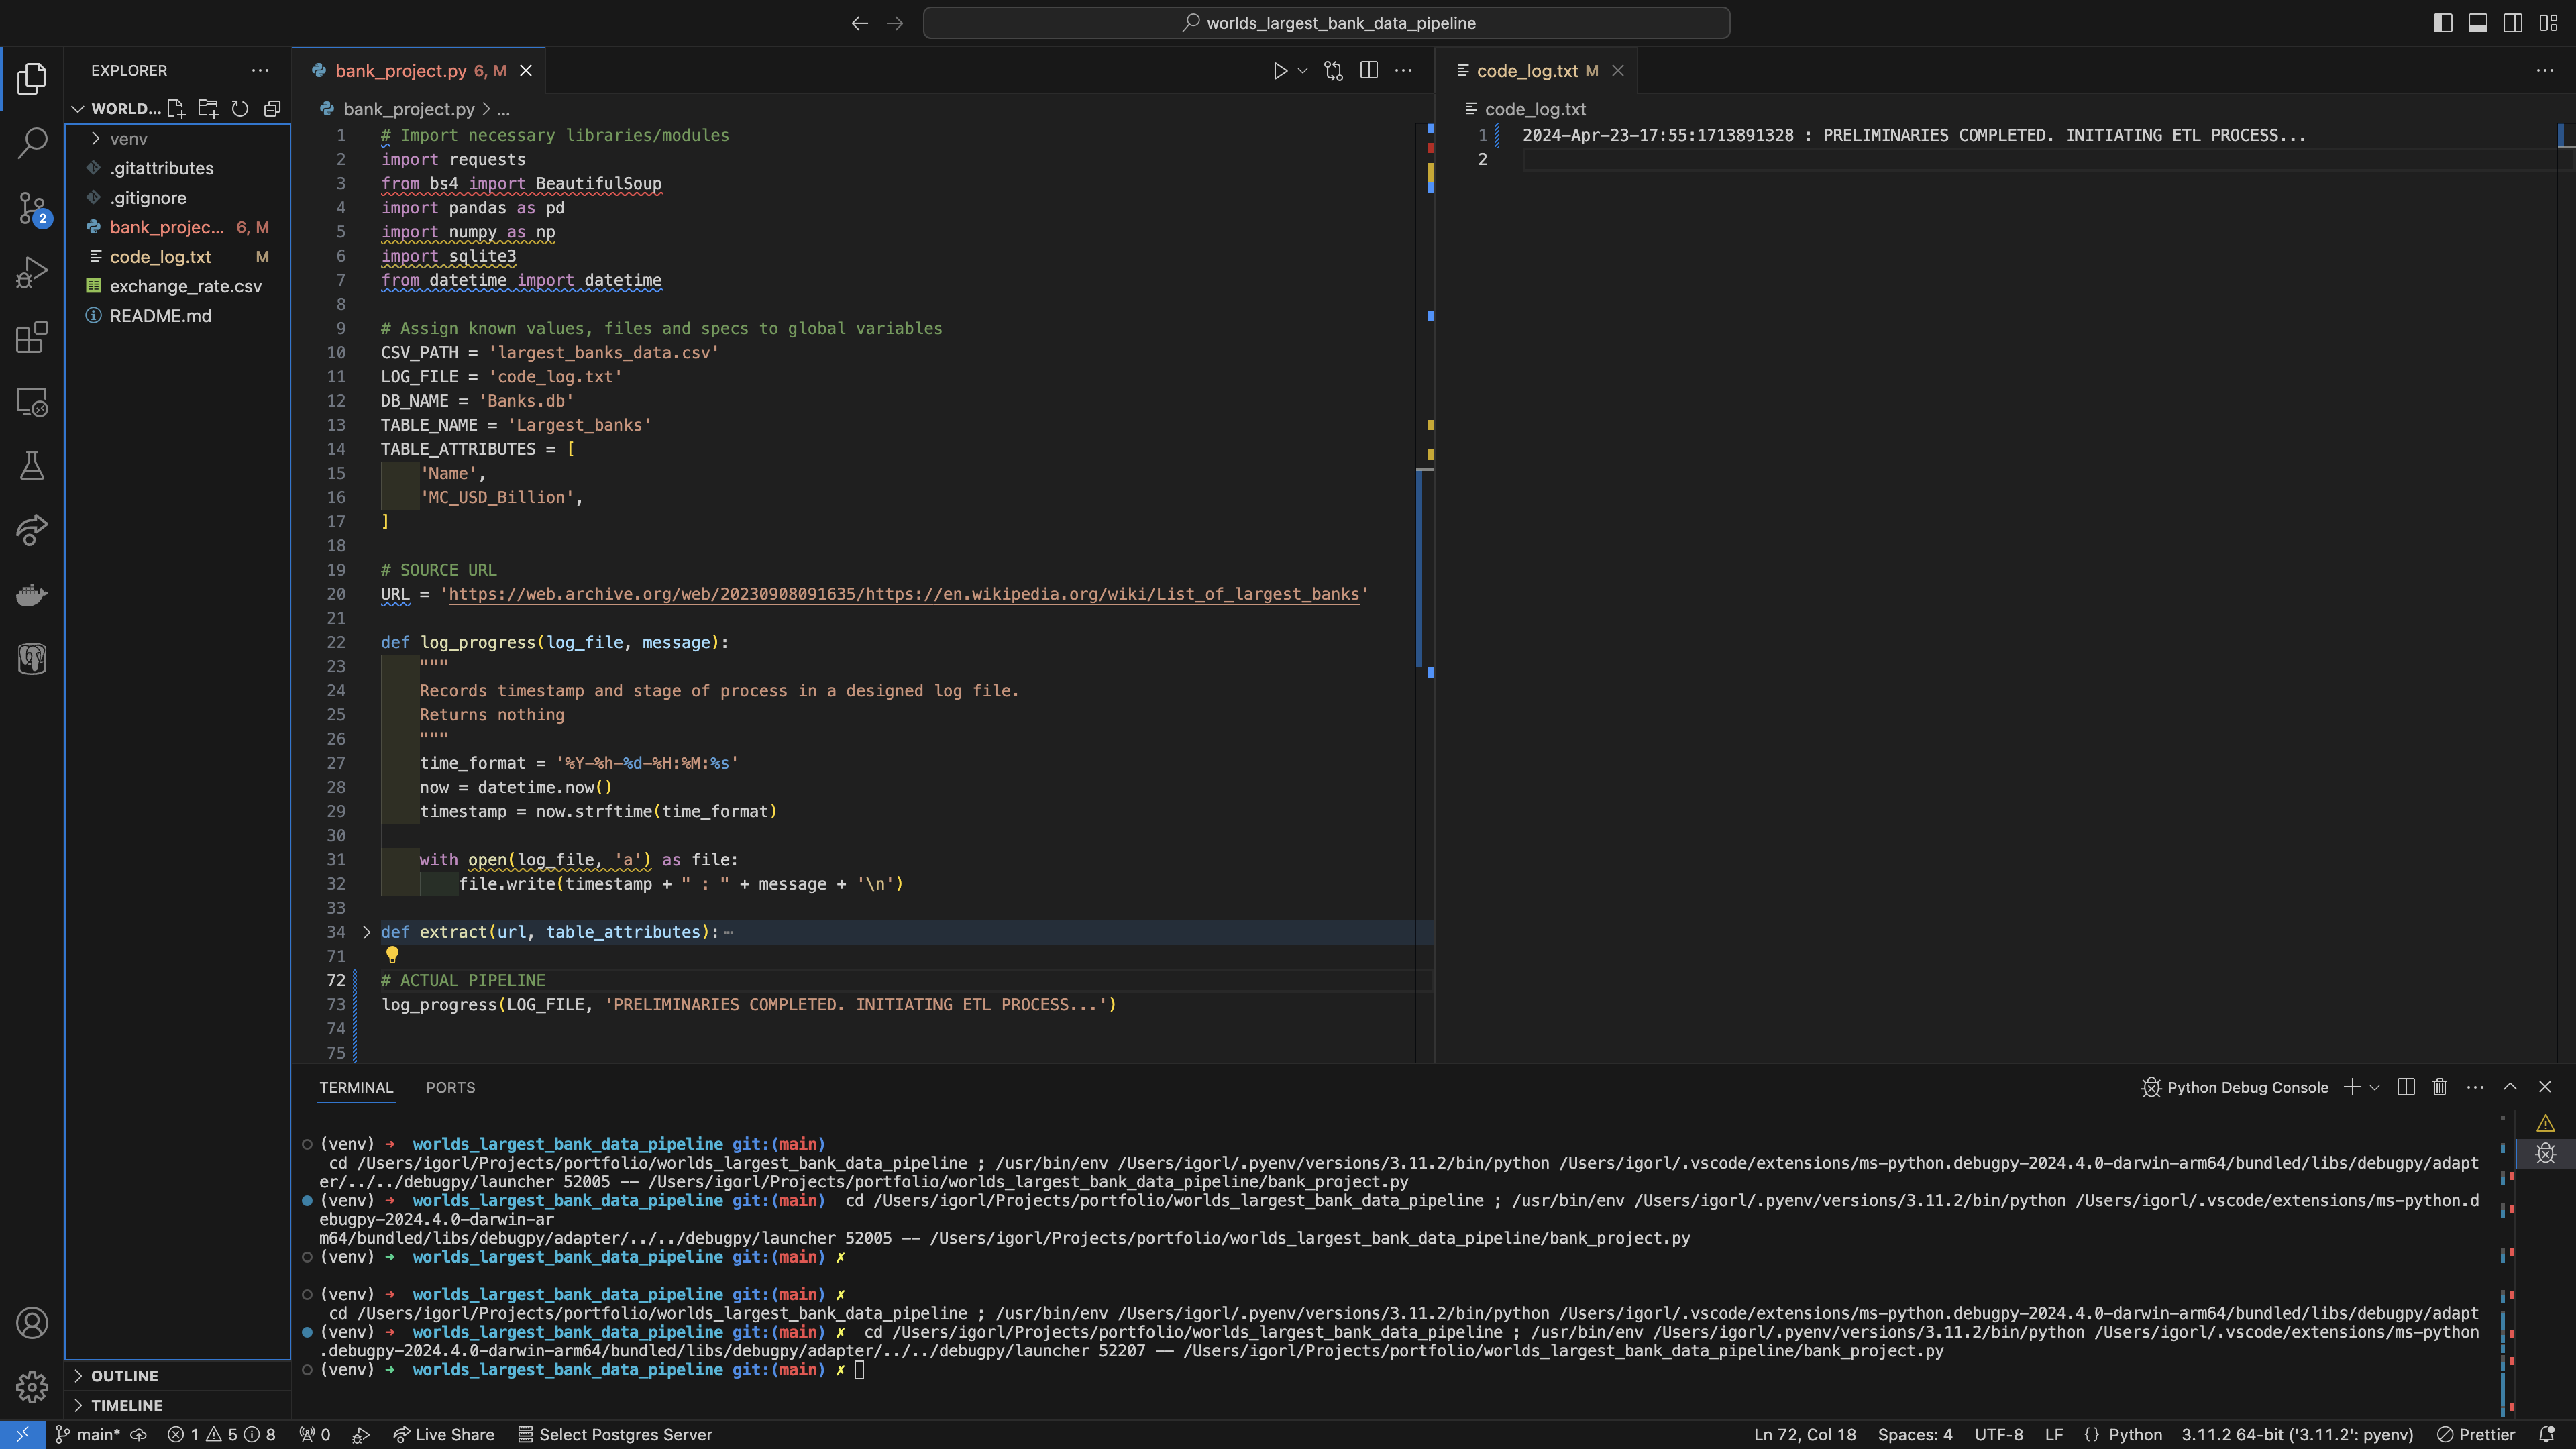 worlds_largest_bank_data_pipeline
EXPLORER
WORLD...
venv
.gitattributes
.gitignore
bank_projec... 6, M
code_log.txt M
exchange_rate.csv
README.md
OUTLINE
TIMELINE
2
bank_project.py 6, M
bank_project.py > ...
1 # Import necessary libraries/modules
2 import requests
3 from bs4 import BeautifulSoup
4 import pandas as pd
5 import numpy as np
6 import sqlite3
7 from datetime import datetime
8
9 # Assign known values, files and specs to global variables
10 CSV_PATH = 'largest_banks_data.csv'
11 LOG_FILE = 'code_log.txt'
12 DB_NAME = 'Banks.db'
13 TABLE_NAME = 'Largest_banks'
14 TABLE_ATTRIBUTES = [
15     'Name',
16     'MC_USD_Billion',
17 ]
18
19 # SOURCE URL
20 URL = 'https://web.archive.org/web/20230908091635/https://en.wikipedia.org/wiki/List_of_largest_banks'
21
22 def log_progress(log_file, message):
23     """
24     Records timestamp and stage of process in a designed log file.
25     Returns nothing
26     """
27     time_format = '%Y-%h-%d-%H:%M:%s'
28     now = datetime.now()
29     timestamp = now.strftime(time_format)
30
31     with open(log_file, 'a') as file:
32         file.write(timestamp + " : " + message + '\n')
33
34 def extract(url, table_attributes):⋯
71
72 # ACTUAL PIPELINE
73 log_progress(LOG_FILE, 'PRELIMINARIES COMPLETED. INITIATING ETL PROCESS...')
74
75
code_log.txt M
code_log.txt
1 2024-Apr-23-17:55:1713891328 : PRELIMINARIES COMPLETED. INITIATING ETL PROCESS...
2
TERMINAL PORTS
Python Debug Console
(venv) ➜ worlds_largest_bank_data_pipeline git:(main)
cd /Users/igorl/Projects/portfolio/worlds_largest_bank_data_pipeline ; /usr/bin/env /Users/igorl/.pyenv/versions/3.11.2/bin/python /Users/igorl/.vscode/extensions/ms-python.debugpy-2024.4.0-darwin-arm64/bundled/libs/debugpy/adapt
er/../../debugpy/launcher 52005 -- /Users/igorl/Projects/portfolio/worlds_largest_bank_data_pipeline/bank_project.py
(venv) ➜ worlds_largest_bank_data_pipeline git:(main) cd /Users/igorl/Projects/portfolio/worlds_largest_bank_data_pipeline ; /usr/bin/env /Users/igorl/.pyenv/versions/3.11.2/bin/python /Users/igorl/.vscode/extensions/ms-python.d
ebugpy-2024.4.0-darwin-ar
m64/bundled/libs/debugpy/adapter/../../debugpy/launcher 52005 -- /Users/igorl/Projects/portfolio/worlds_largest_bank_data_pipeline/bank_project.py
(venv) ➜ worlds_largest_bank_data_pipeline git:(main) ✗
(venv) ➜ worlds_largest_bank_data_pipeline git:(main) ✗
cd /Users/igorl/Projects/portfolio/worlds_largest_bank_data_pipeline ; /usr/bin/env /Users/igorl/.pyenv/versions/3.11.2/bin/python /Users/igorl/.vscode/extensions/ms-python.debugpy-2024.4.0-darwin-arm64/bundled/libs/debugpy/adapt
(venv) ➜ worlds_largest_bank_data_pipeline git:(main) ✗ cd /Users/igorl/Projects/portfolio/worlds_largest_bank_data_pipeline ; /usr/bin/env /Users/igorl/.pyenv/versions/3.11.2/bin/python /Users/igorl/.vscode/extensions/ms-python
.debugpy-2024.4.0-darwin-arm64/bundled/libs/debugpy/adapter/../../debugpy/launcher 52207 -- /Users/igorl/Projects/portfolio/worlds_largest_bank_data_pipeline/bank_project.py
(venv) ➜ worlds_largest_bank_data_pipeline git:(main) ✗
main* 1 5 8 0 Live Share Select Postgres Server Ln 72, Col 18 Spaces: 4 UTF-8 LF {} Python 3.11.2 64-bit ('3.11.2': pyenv) Prettier